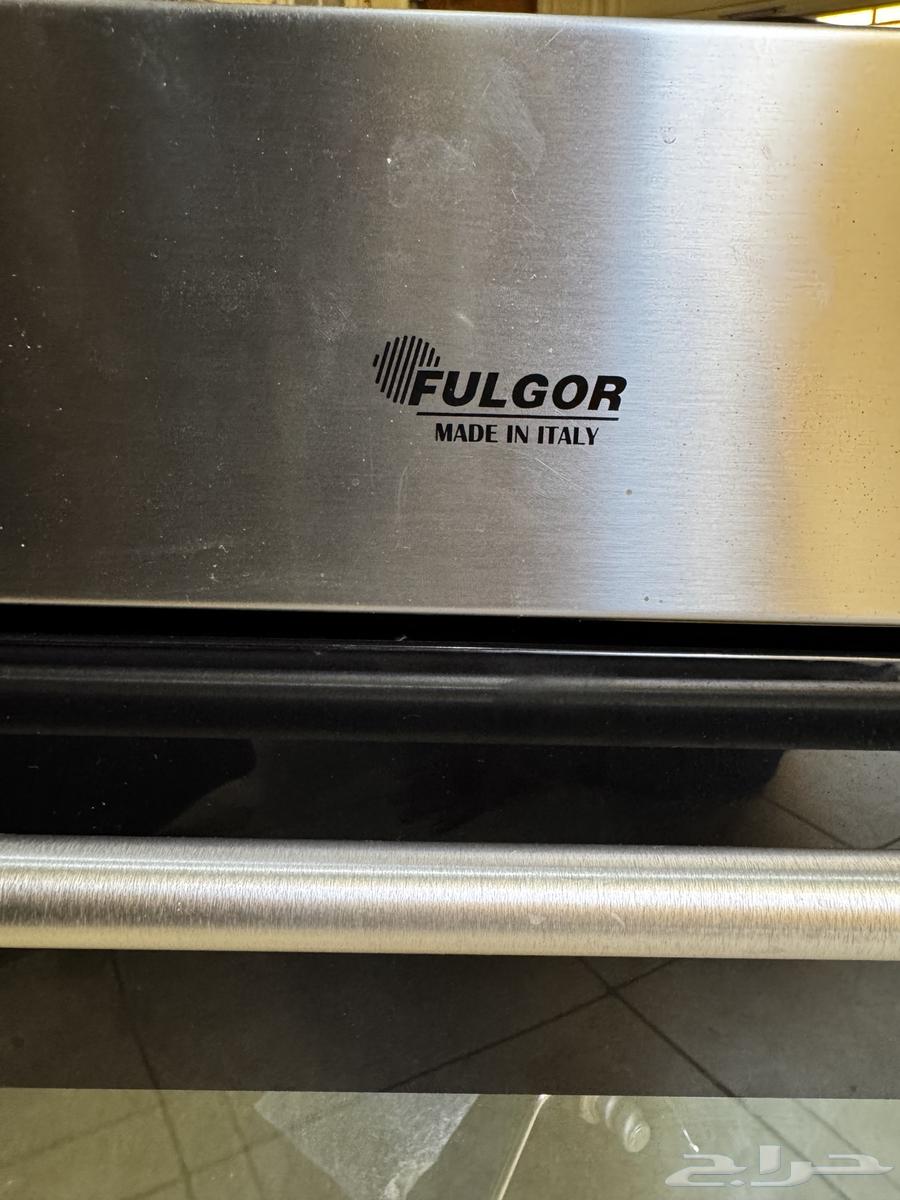 FULGOR
MADE IN ITALY
حراج